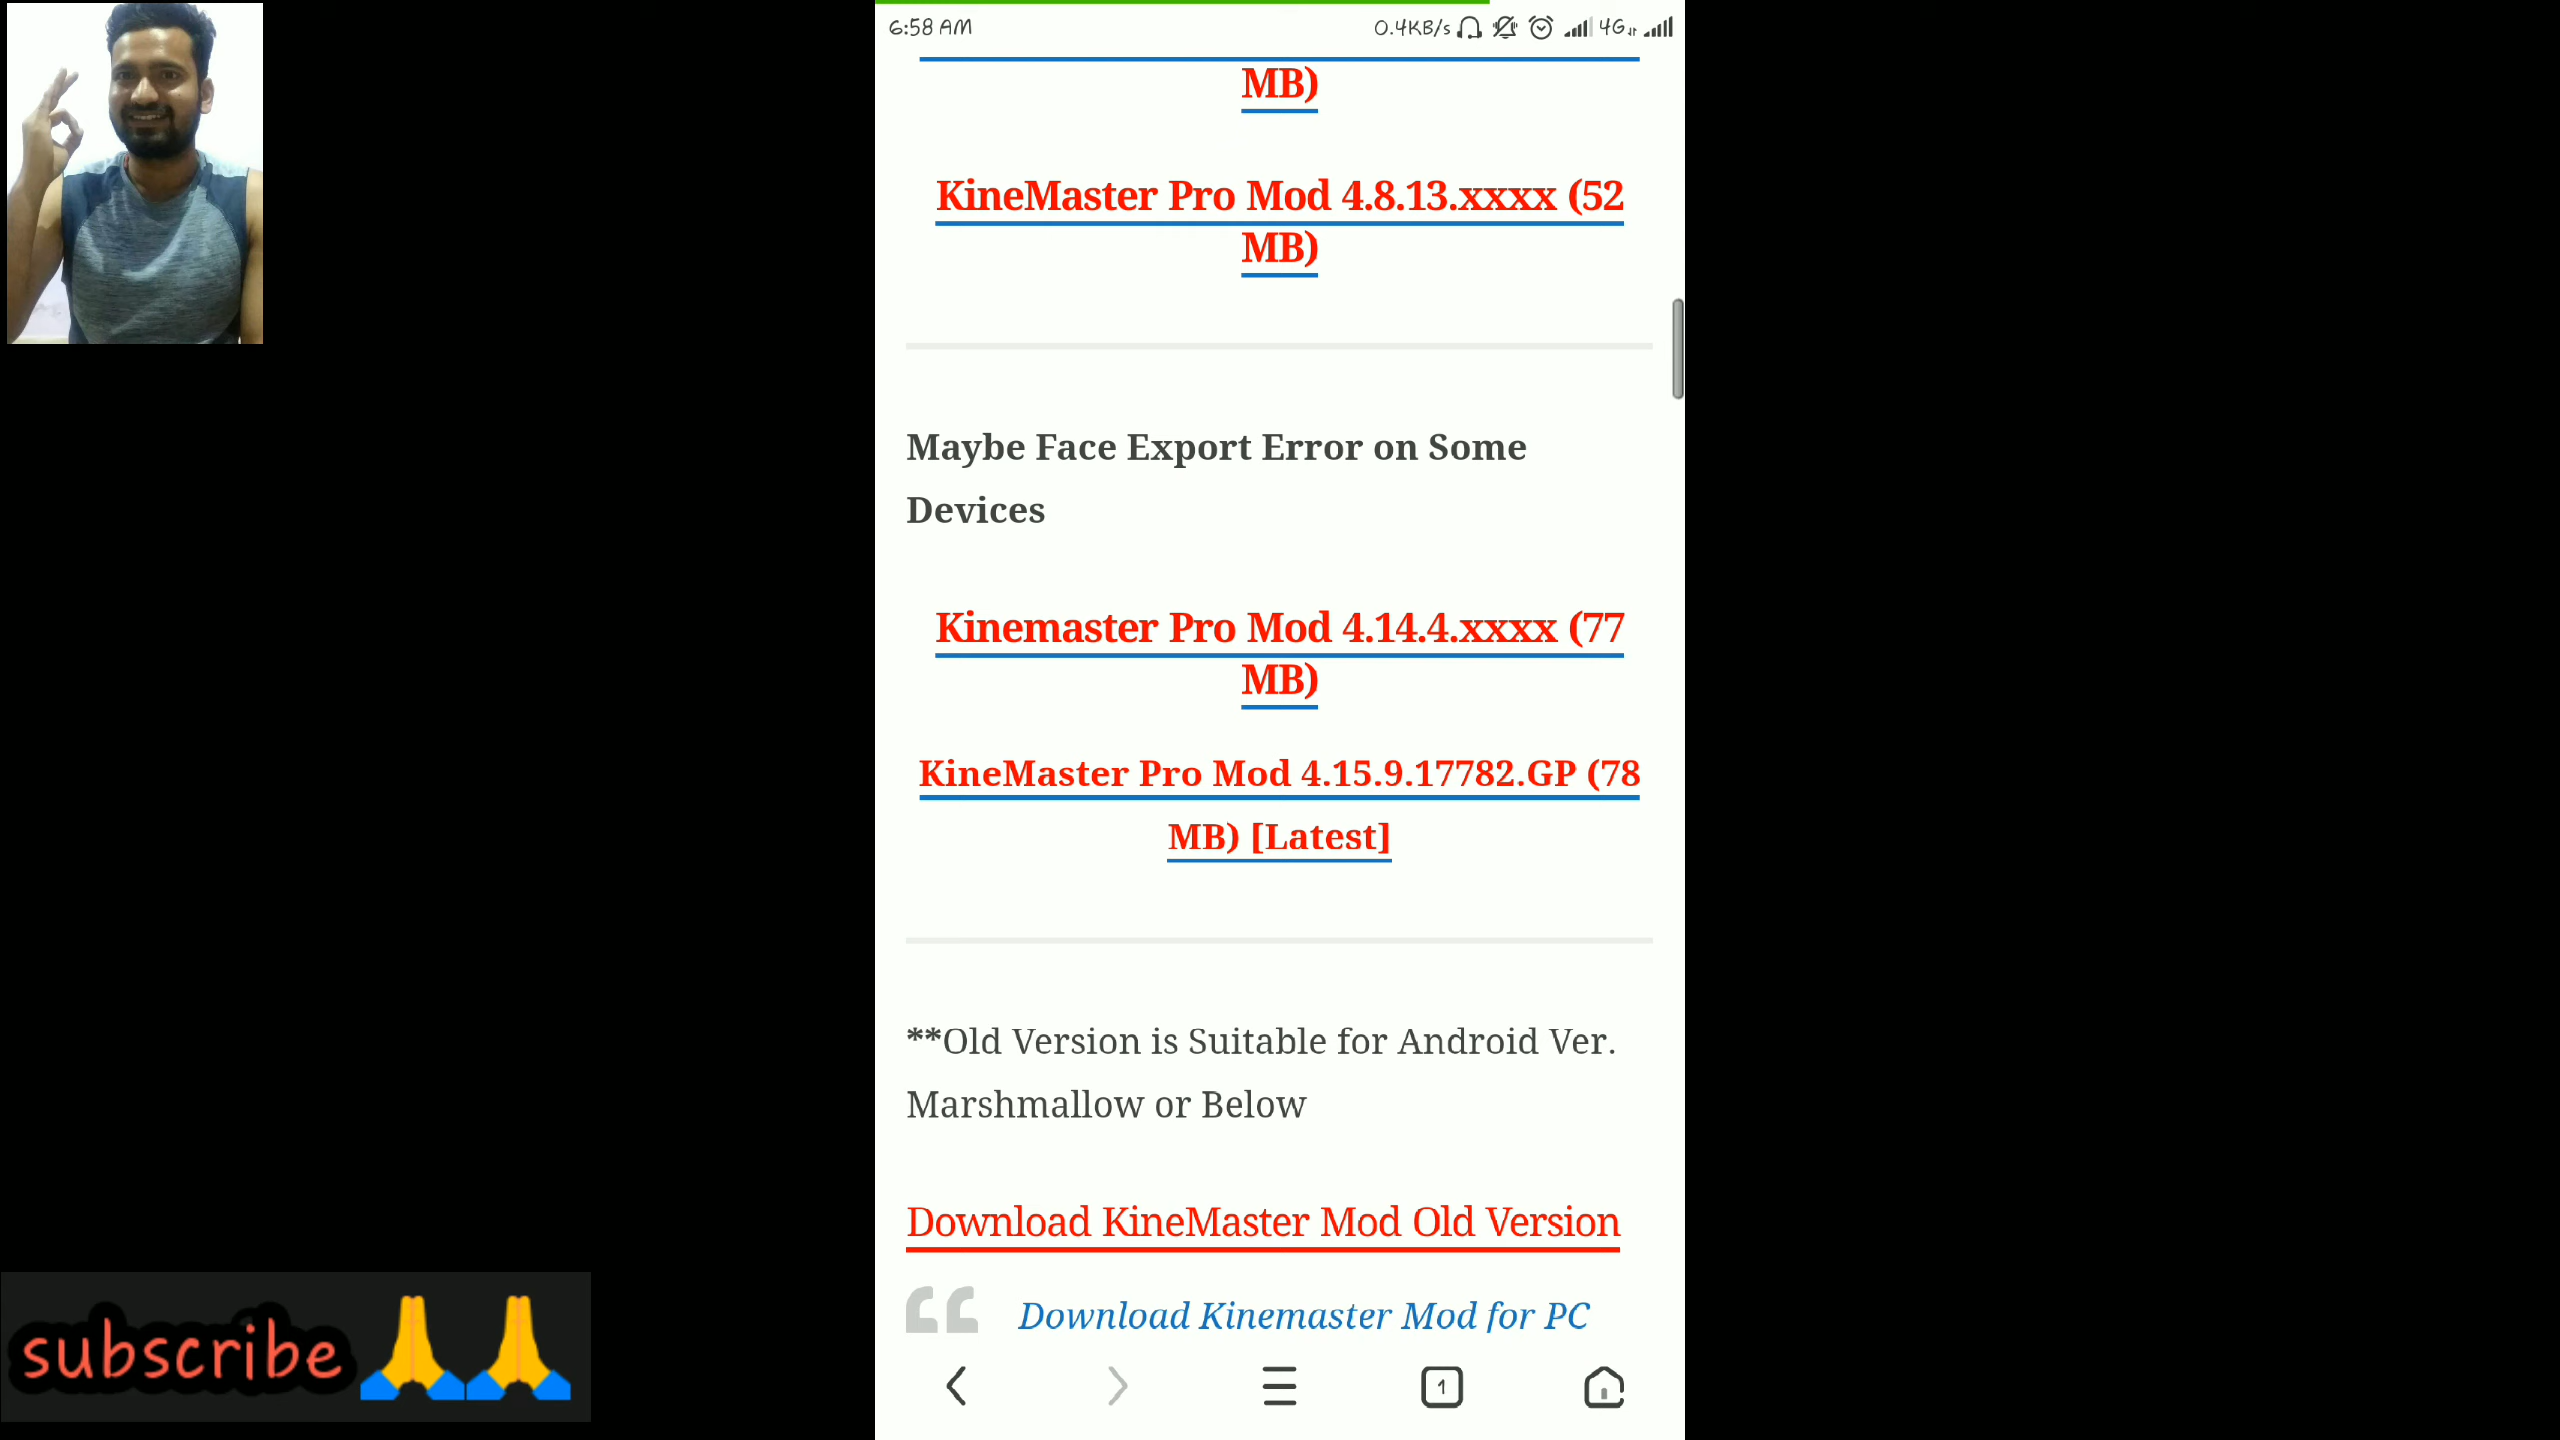 6:58 AM
0.4KB/s 4G
MB)
KineMaster Pro Mod 4.8.13.xxxx (52
MB)
Maybe Face Export Error on Some
Devices
Kinemaster Pro Mod 4.14.4.xxxx (77
MB)
KineMaster Pro Mod 4.15.9.17782.GP (78
MB) [Latest]
**Old Version is Suitable for Android Ver.
Marshmallow or Below
Download KineMaster Mod Old Version
Download Kinemaster Mod for PC
1
subscribe🙏🙏